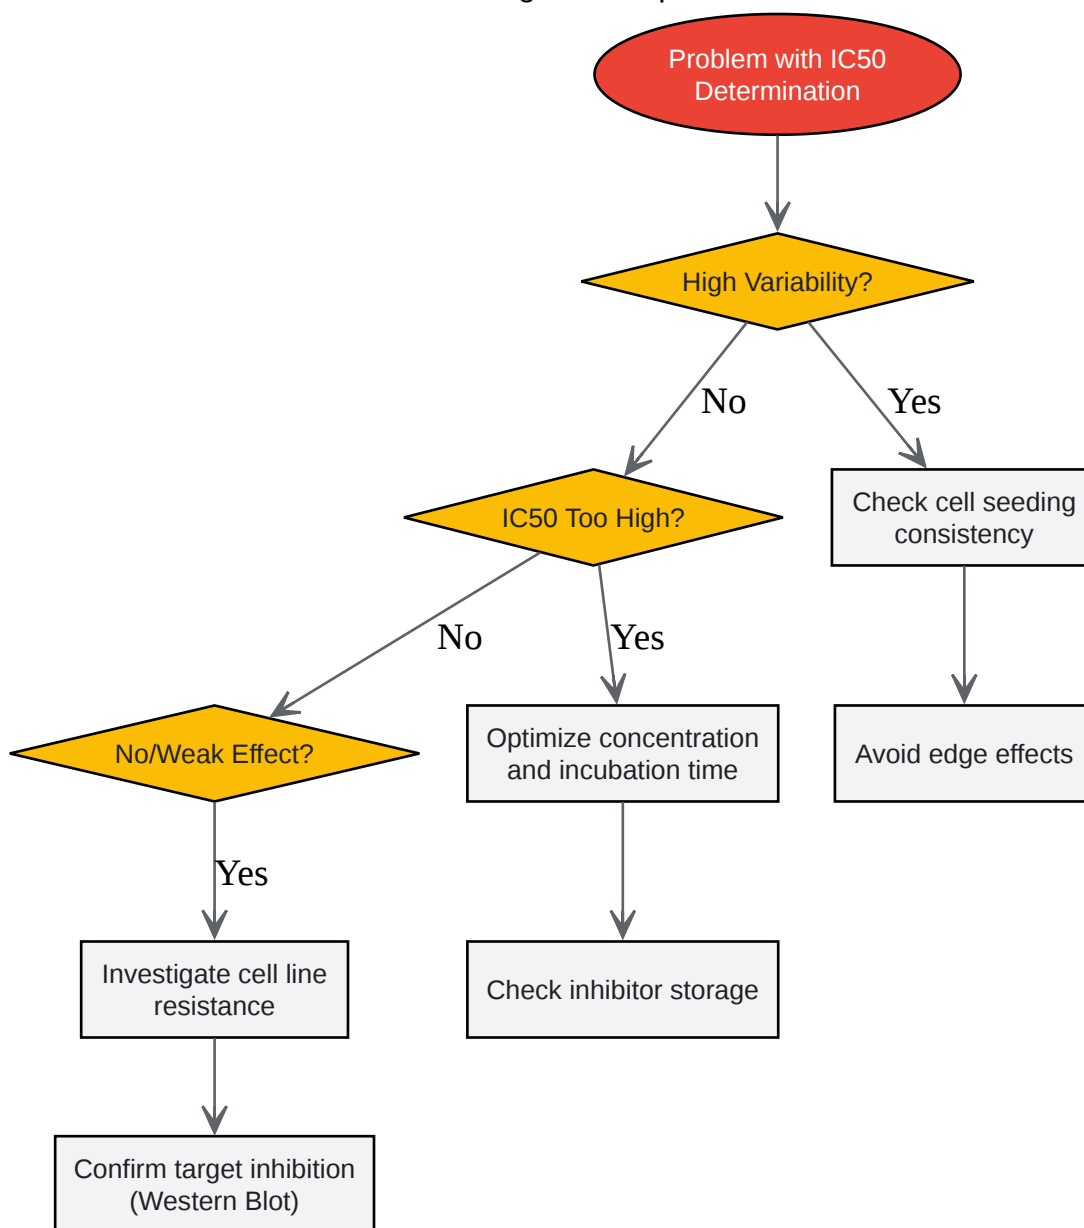 Problem with IC50
Determination
High Variability?
No
Yes
IC50 Too High?
Check cell seeding
consistency
No
Yes
No/Weak Effect?
Optimize concentration
and incubation time
Avoid edge effects
Yes
Investigate cell line
resistance
Check inhibitor storage
Confirm target inhibition
(Western Blot)